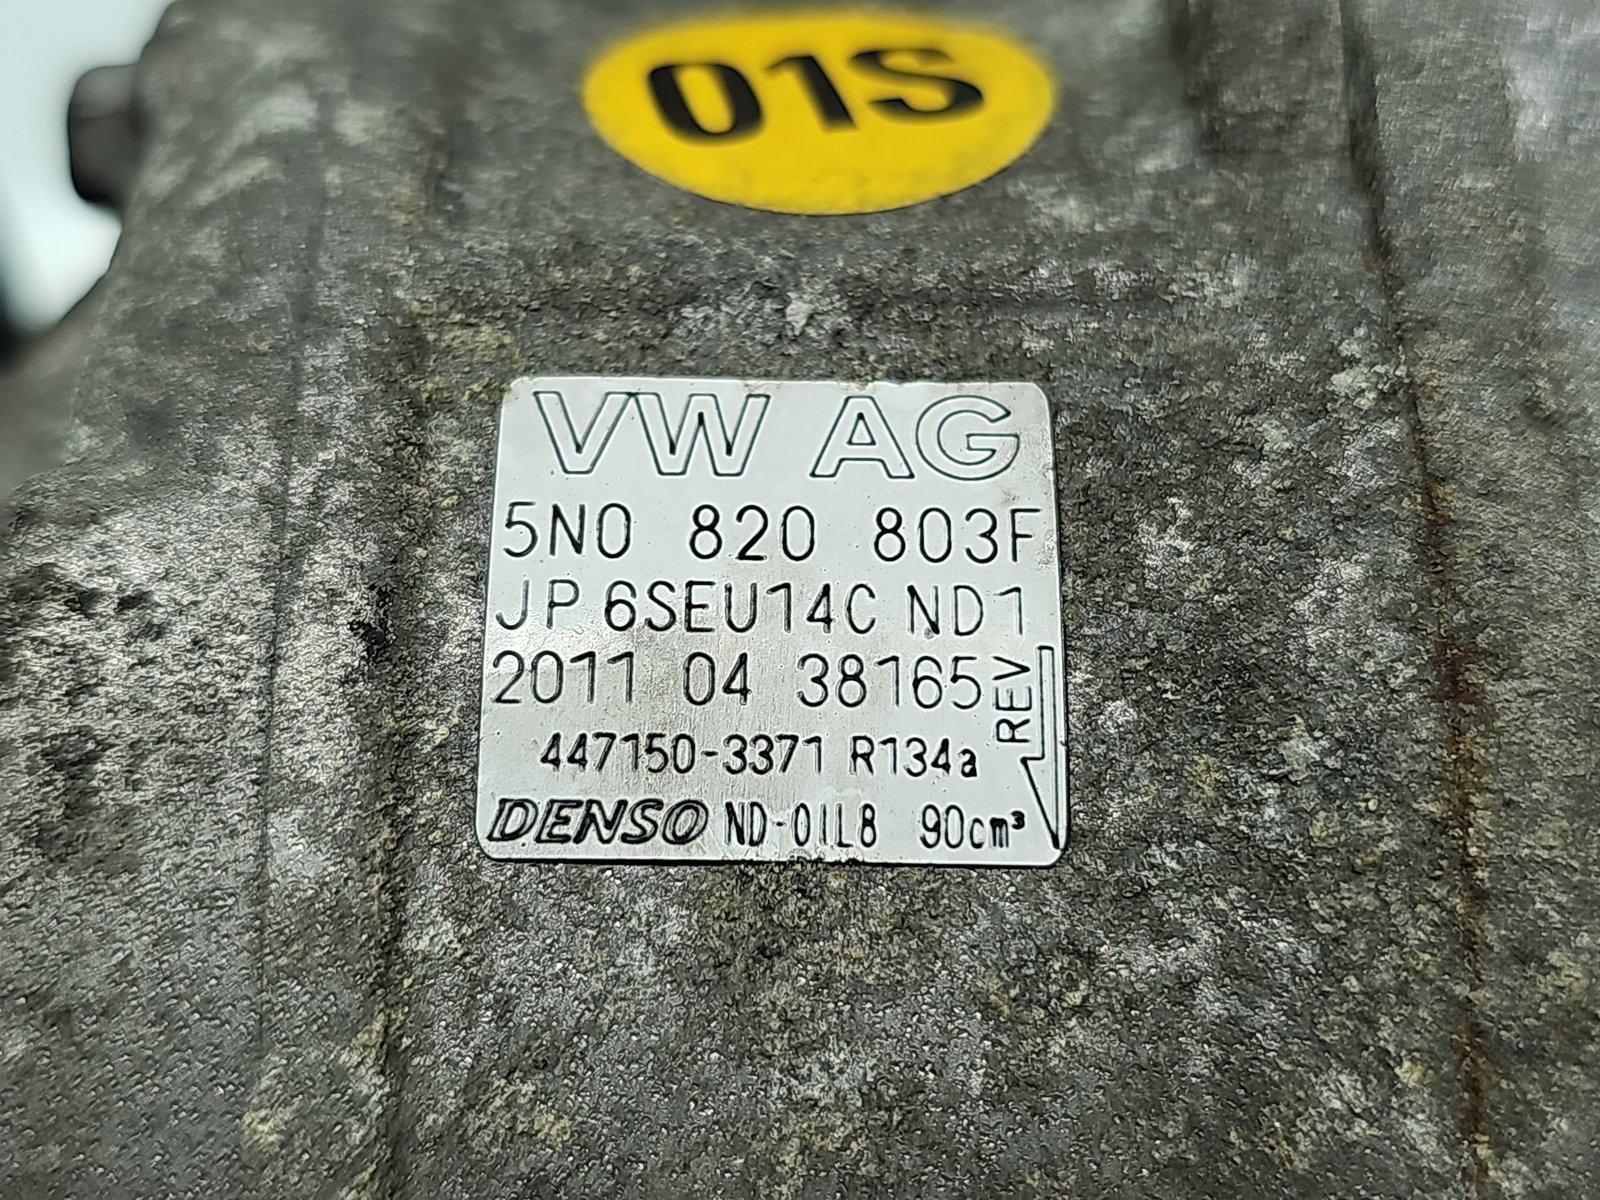 01S
VW AG
5N0 820 803F
JP 6SEU14C ND1
2011 04 38165
REV
447150-3371 R134a
DENSO ND-OIL8 90cm³